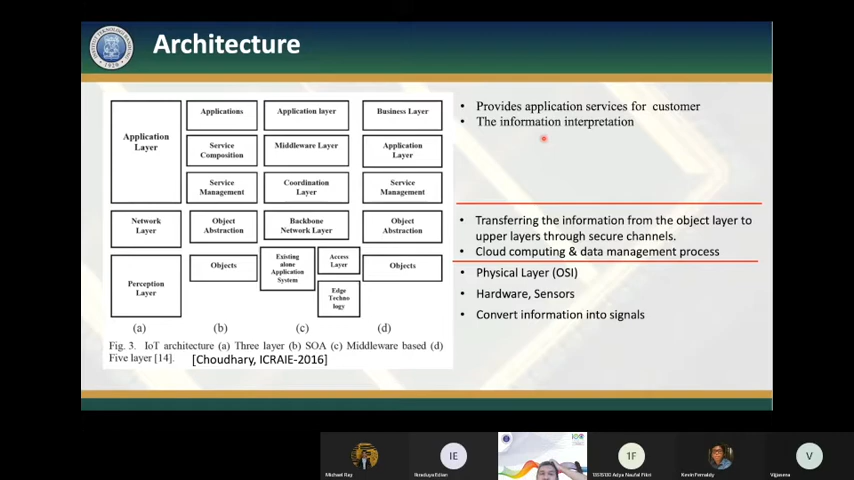 Architecture
Application
Layer
Network
Layer
Perception
Layer
(a)
Applications
Service
Composition
Service
Management
Object
Abstraction
Objects
(b)
Application layer
Middleware Layer
Coordination
Layer
Backbone
Network Layer
Existing
alone
Application
System
Access
Layer
Edge
Techno
logy
(c)
Business Layer
Application
Layer
Service
Management
Object
Abstraction
Objects
(d)
Fig. 3. IoT architecture (a) Three layer (b) SOA (c) Middleware based (d)
Five layer [14]. [Choudhary, ICRAIE-2016]
• Provides application services for customer
• The information interpretation
• Transferring the information from the object layer to
upper layers through secure channels.
• Cloud computing & data management process
• Physical Layer (OSI)
• Hardware, Sensors
• Convert information into signals
Michael Ray
IE
1F
Kevin Fernaldy
V